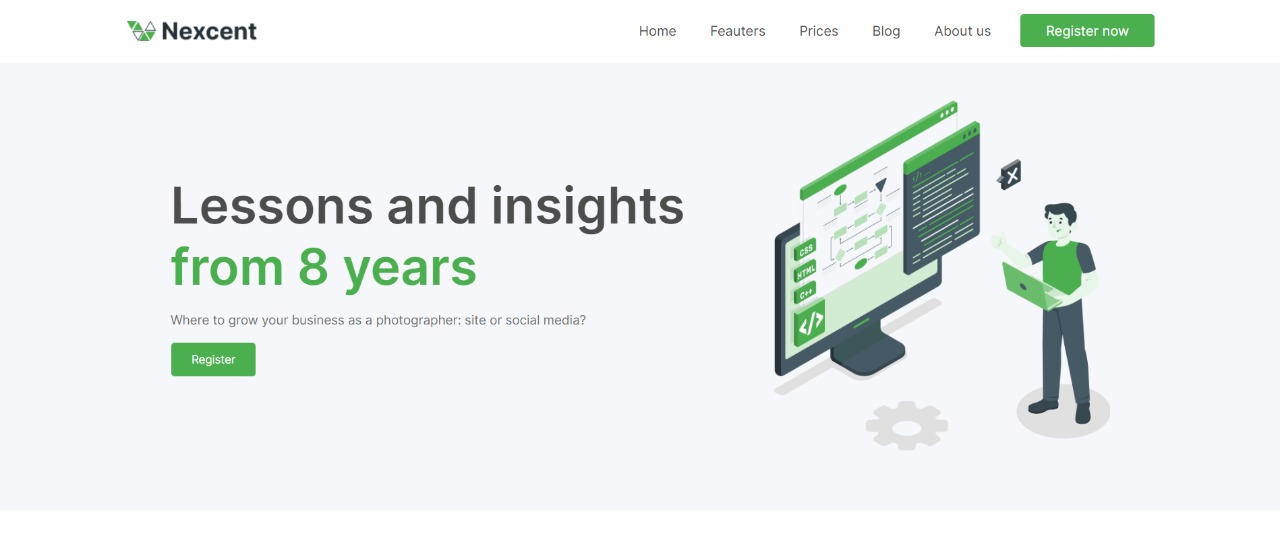 Nexcent
Home Feauters Prices Blog About us Register now
Lessons and insights
from 8 years
Where to grow your business as a photographer: site or social media?
Register
</>
CSS
HTML
C++
</>